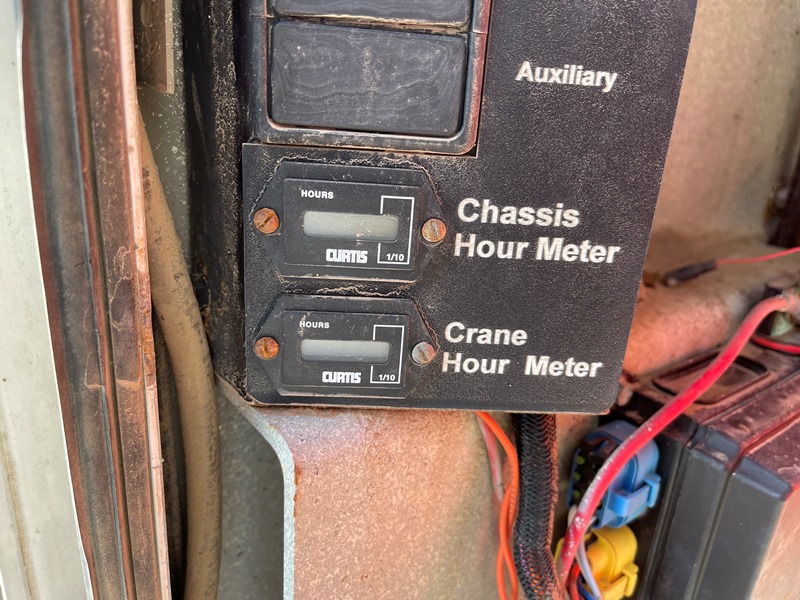 Auxiliary
HOURS
CURTIS
1/10
Chassis
Hour Meter
HOURS
CURTIS
1/10
Crane
Hour Meter